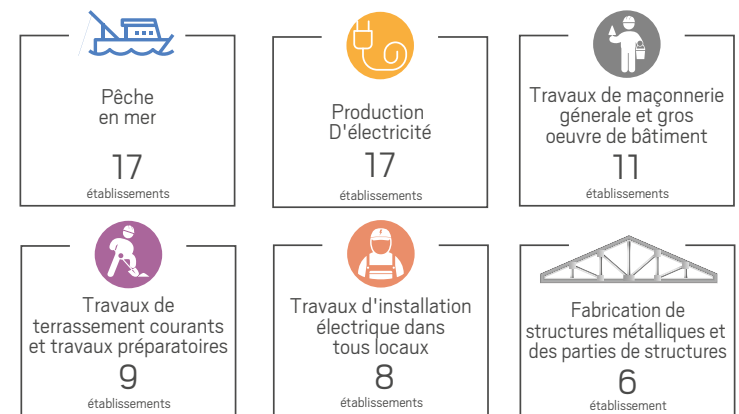 Pêche
en mer
17
établissements
Production
D'électricité
17
établissements
Travaux de maçonnerie
génerale et gros
oeuvre de bâtiment
11
établissements
Travaux de
terrassement courants
et travaux préparatoires
9
établissements
Travaux d'installation
électrique dans
tous locaux
8
établissements
Fabrication de
structures métalliques et
des parties de structures
6
établissement